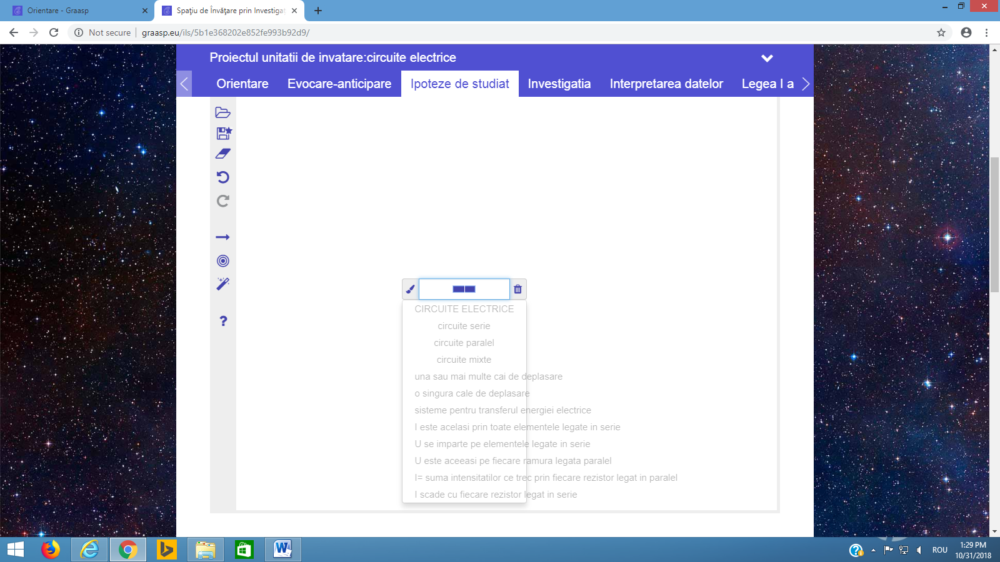 Orientare - Graasp
Spaţiu de Învăţare prin Investigat
Not secure
graasp.eu/ils/5b1e368202e852fe993b92d9/
Proiectul unitatii de invatare:circuite electrice
Orientare
Evocare-anticipare
Ipoteze de studiat
Investigatia
Interpretarea datelor
Legea I a
?
CIRCUITE ELECTRICE
circuite serie
circuite paralel
circuite mixte
una sau mai multe cai de deplasare
o singura cale de deplasare
sisteme pentru transferul energiei electrice
I este acelasi prin toate elementele legate in serie
U se imparte pe elementele legate in serie
U este aceeasi pe fiecare ramura legata paralel
I= suma intensitatilor ce trec prin fiecare rezistor legat in paralel
I scade cu fiecare rezistor legat in serie
ROU
1:29 PM
10/31/2018